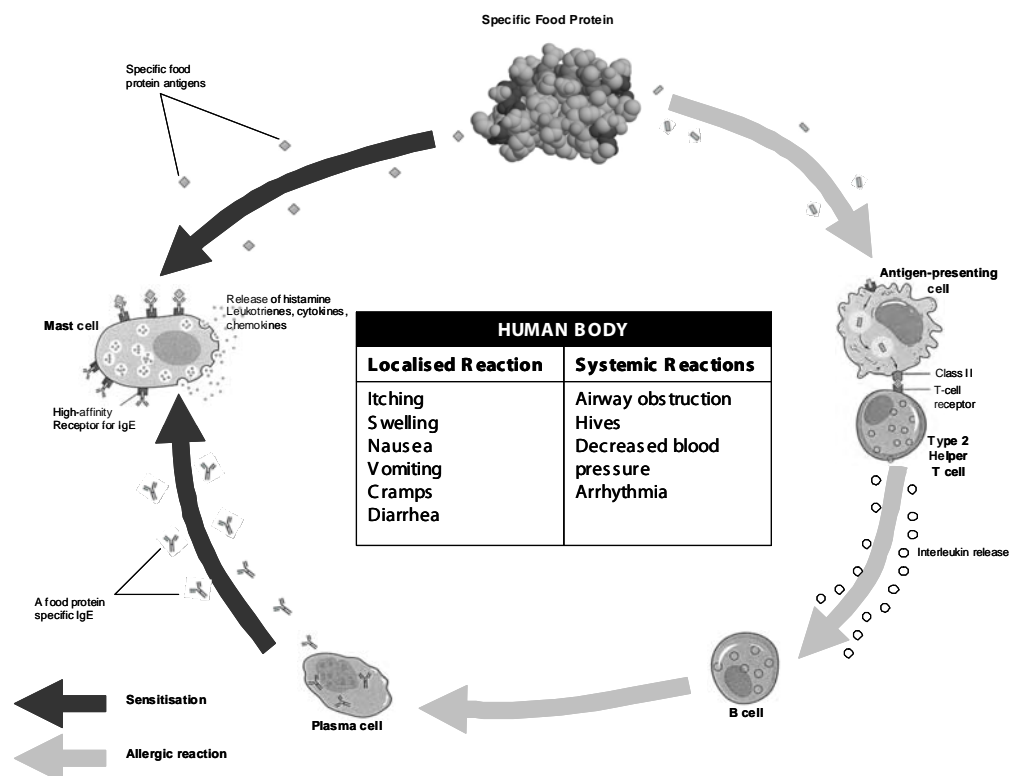 Specific Food Protein
Specific food
protein antigens
Antigen-presenting
cell
Release of histamine
Leukotrienes, cytokines,
chemokines
Mast cell
HUMAN BODY
Localised Reaction
Systemic Reactions
Itching
Swelling
Nausea
Vomiting
Cramps
Diarrhea
Airway obstruction
Hives
Decreased blood
pressure
Arrhythmia
Class II
T-cell
receptor
High-affinity
Receptor for IgE
Type 2
Helper
T cell
Interleukin release
A food protein
specific IgE
Plasma cell
B cell
Sensitisation
Allergic reaction